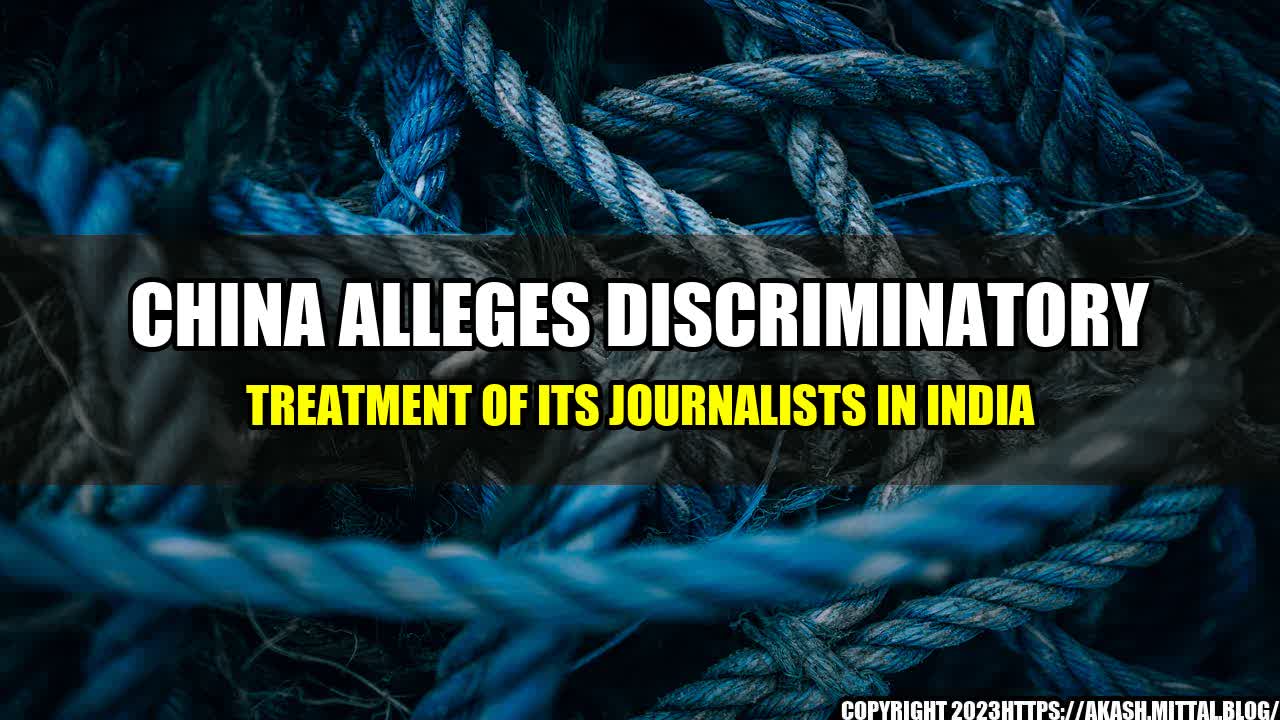 CHINA ALLEGES DISCRIMINATORY
TREATMENT OF ITS JOURNALISTS IN INDIA
COPYRIGHT 2023HTTPS://AKASH.MITTAL.BLOG/